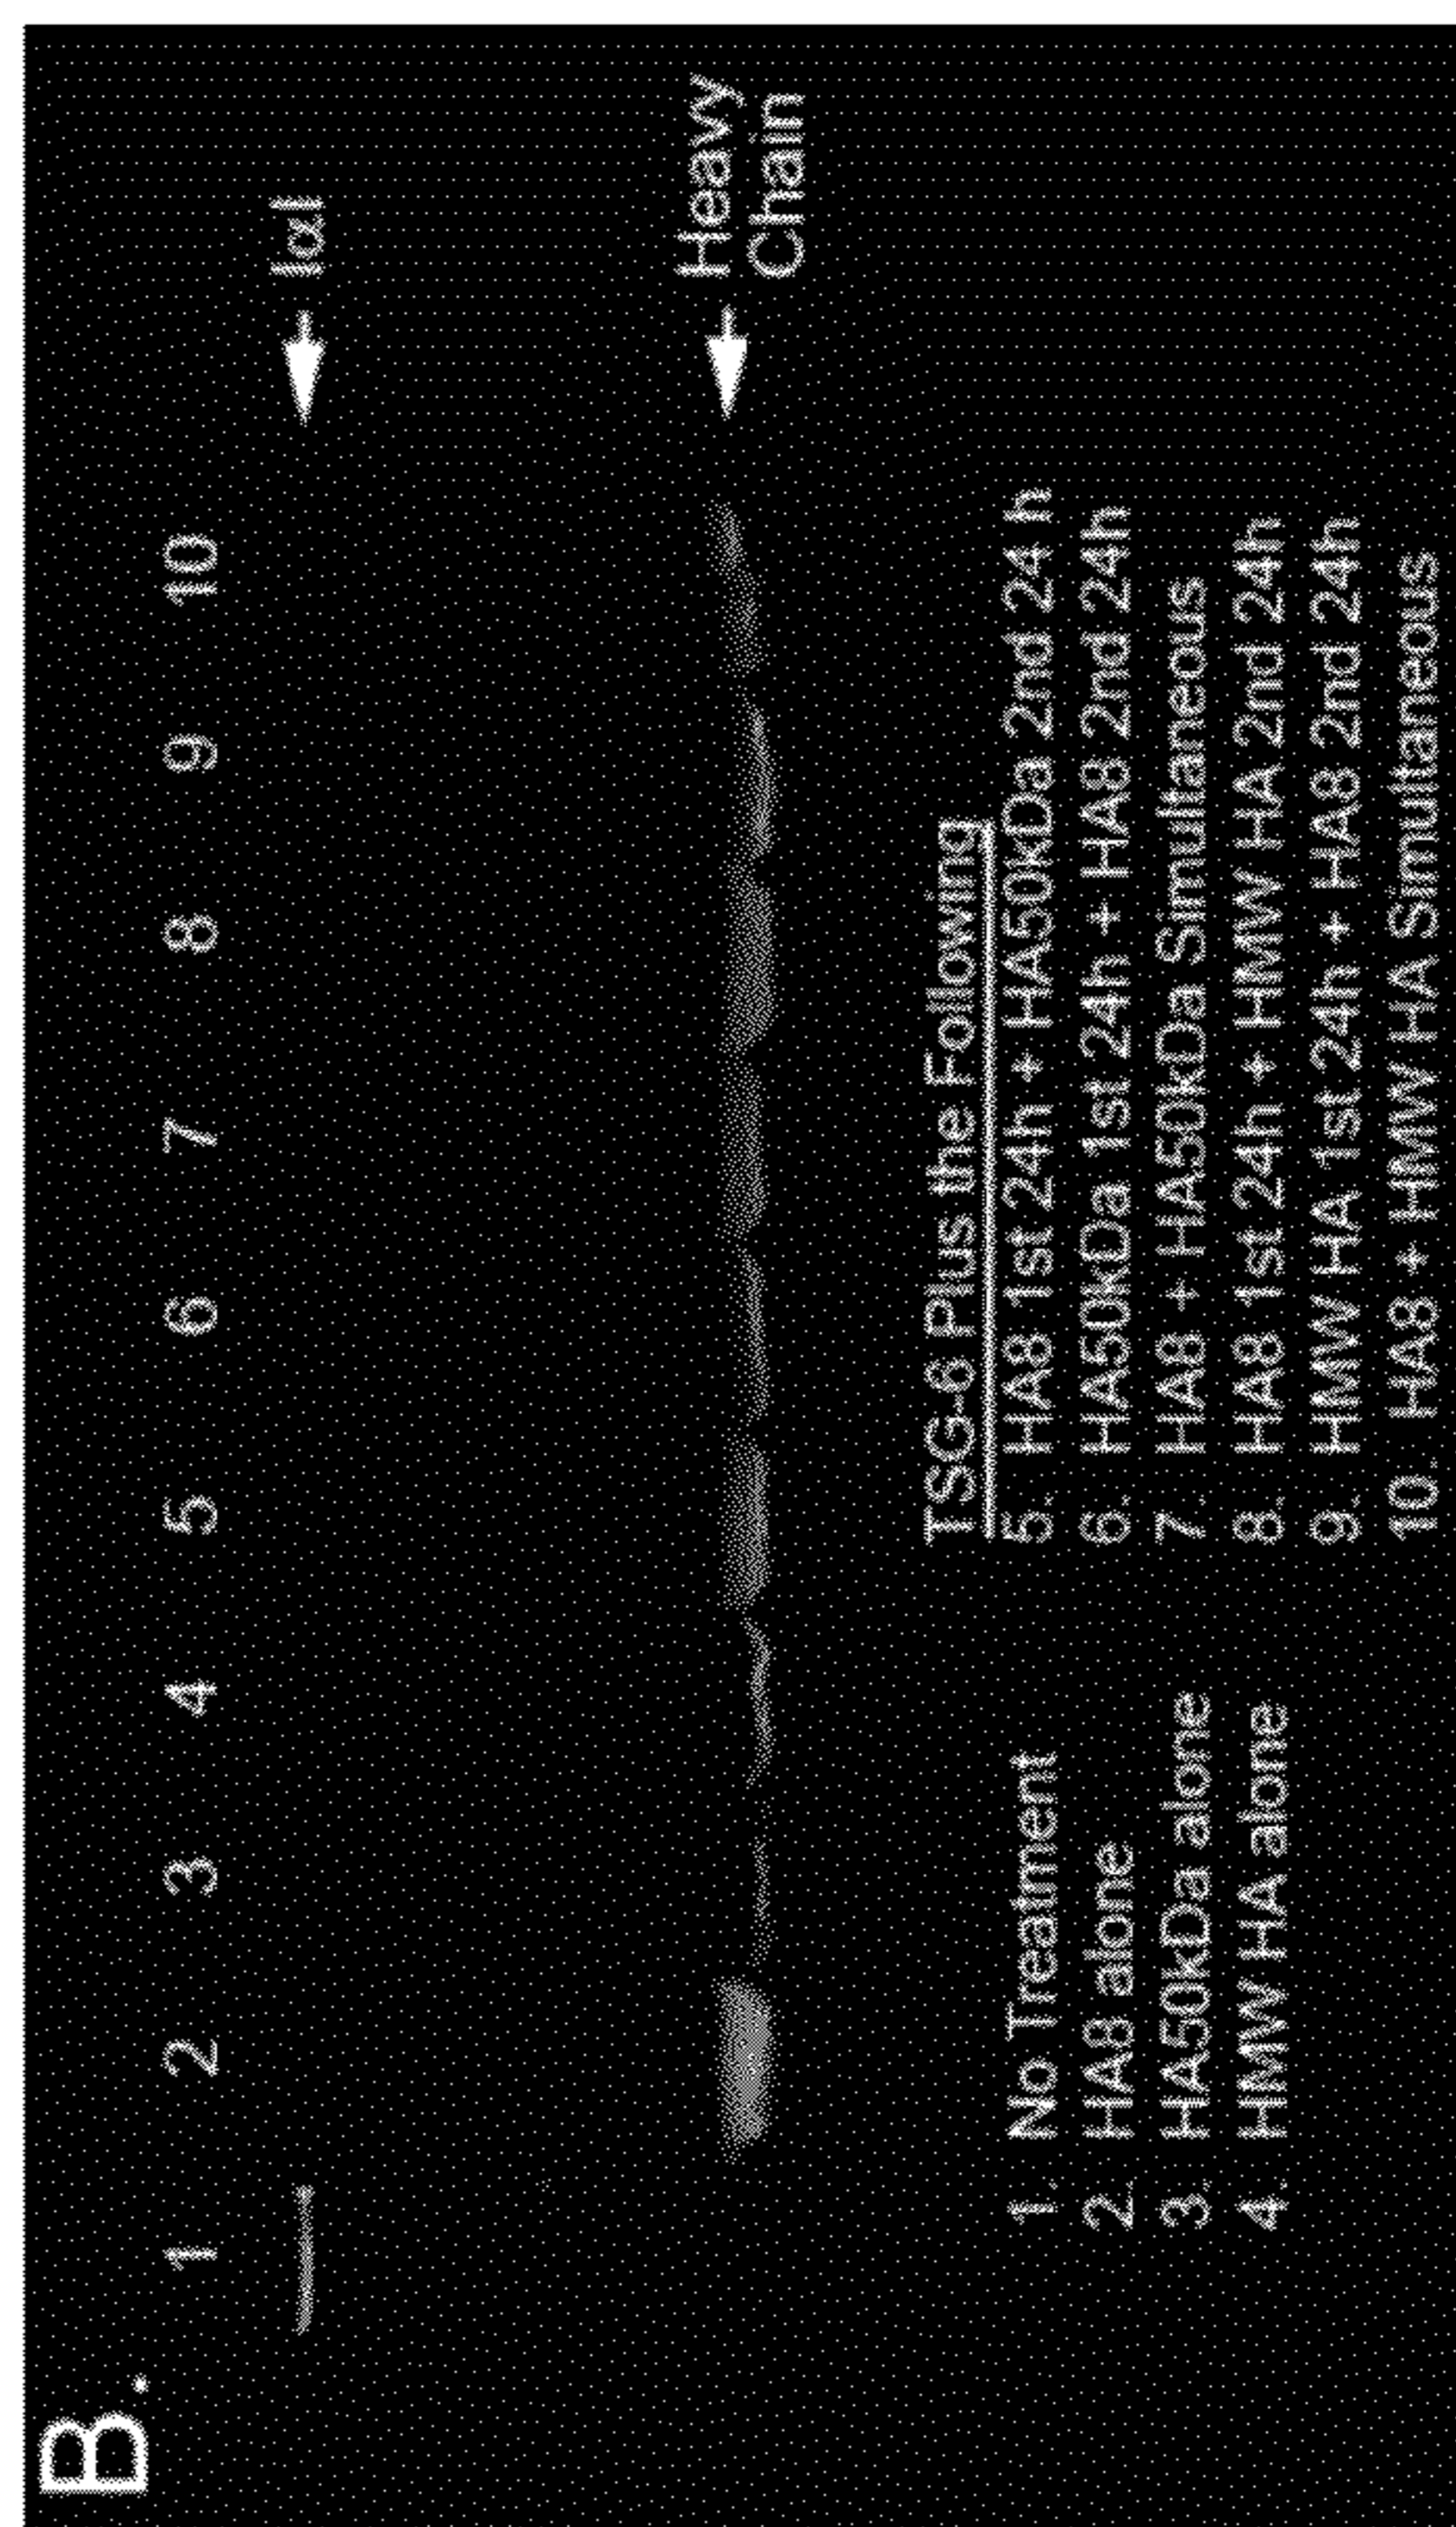 B.
1 2 3 4 5 6 7 8 9 10
IαI
Heavy
Chain
1. No Treatment
2. HA8 alone
3. HA50kDa alone
4. HMW HA alone
TSG-6 Plus the Following
5. HA8 1st 24h + HA50kDa 2nd 24 h
6. HA50kDa 1st 24h + HA8 2nd 24h
7. HA8 + HA50kDa Simultaneous
8. HA8 1st 24h + HMW HA 2nd 24h
9. HMW HA 1st 24h + HA8 2nd 24h
10. HA8 + HMW HA Simultaneous